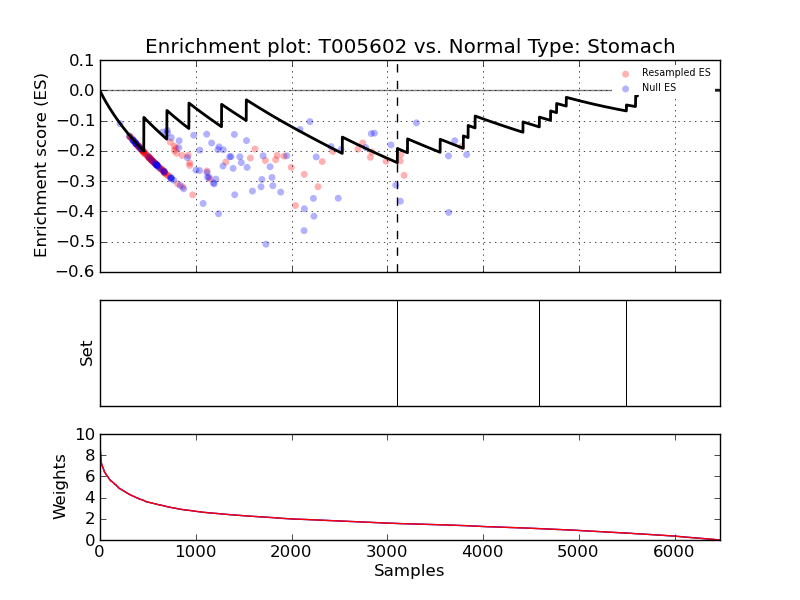 Enrichment plot: T005602 vs. Normal Type: Stomach
0.1
0.0
−0.1
−0.2
−0.3
−0.4
−0.5
−0.6
Enrichment score (ES)
Resampled ES
Null ES
Set
10
8
6
4
2
0
Weights
0 1000 2000 3000 4000 5000 6000
Samples